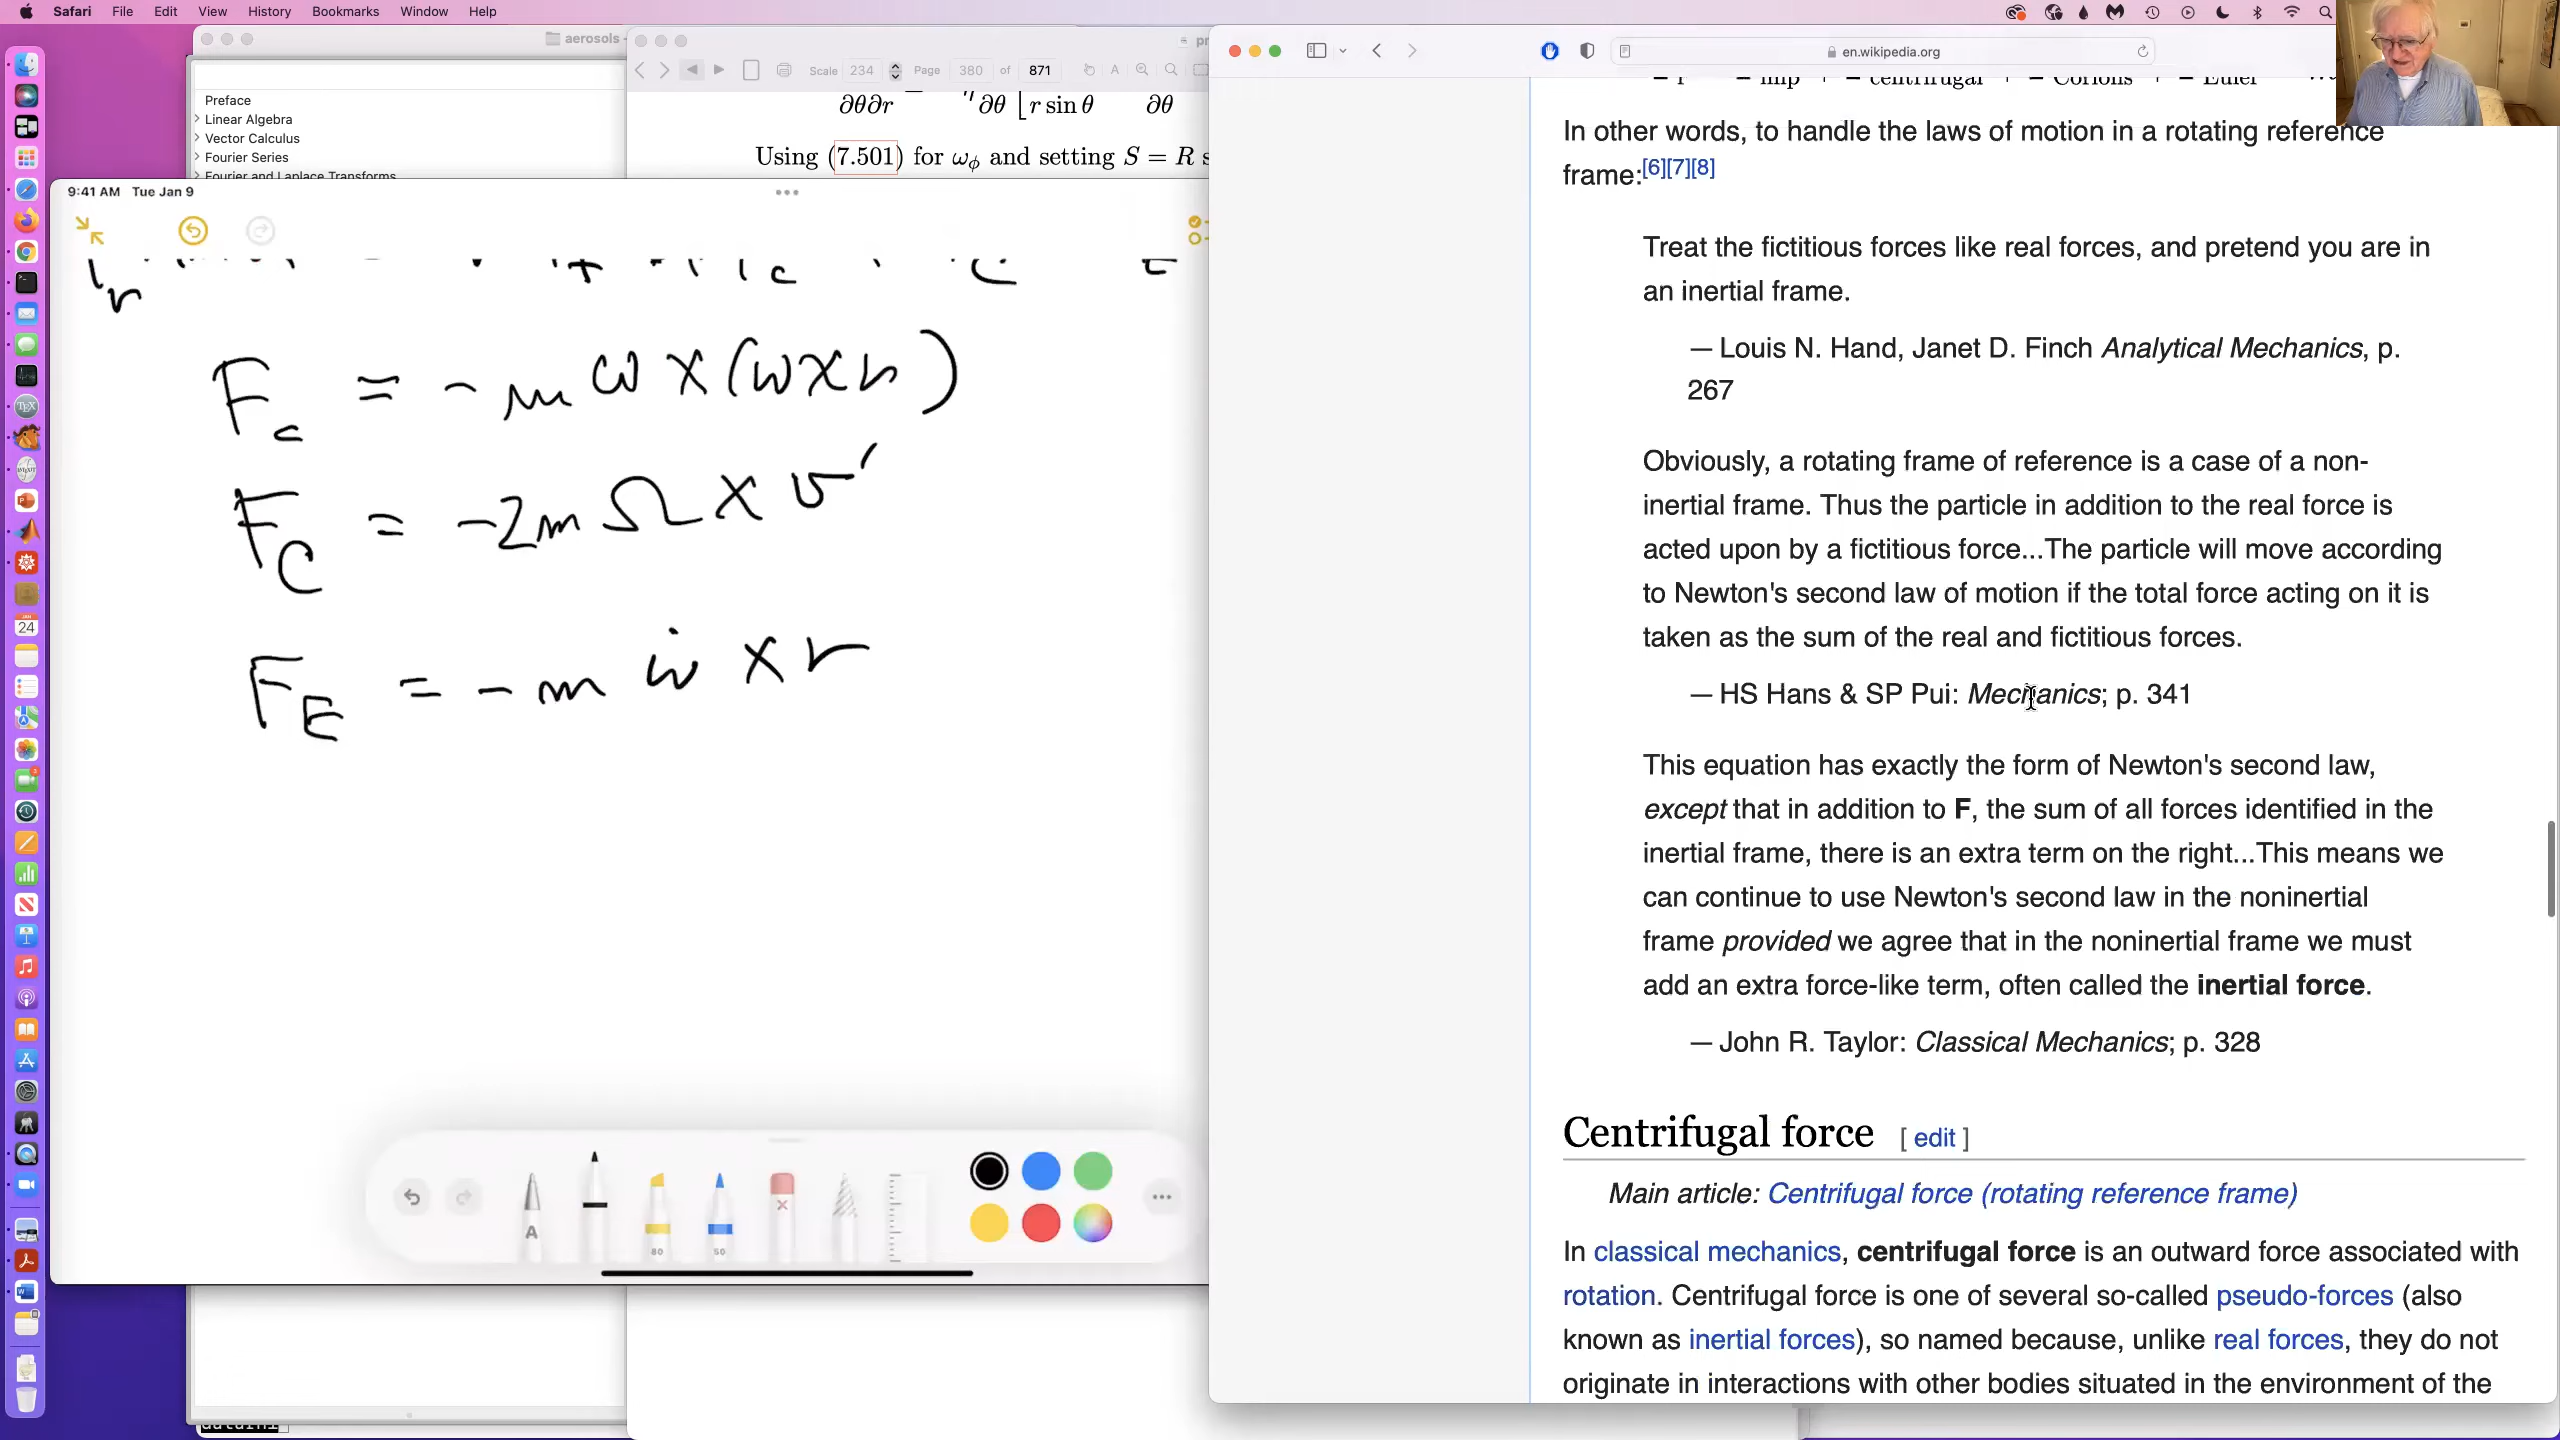 Safari File Edit View History Bookmarks Window Help
aerosols
Preface
Linear Algebra
Vector Calculus
Fourier Series
Fourier and Laplace Transforms
Scale 234 Page 380 of 871
∂θ∂r ∂θ [ r sin θ ∂θ
Using (7.501) for ω_ϕ and setting S = R s
9:41 AM Tue Jan 9
F_c = - m ω × (ω × r)
F_C = -2m Ω × v′
F_E = - m ω̇ × r
A
80
50
24
en.wikipedia.org
imp + centrifugal + Coriolis + Euler
In other words, to handle the laws of motion in a rotating reference
frame:[6][7][8]
Treat the fictitious forces like real forces, and pretend you are in
an inertial frame.
— Louis N. Hand, Janet D. Finch Analytical Mechanics, p.
267
Obviously, a rotating frame of reference is a case of a non-
inertial frame. Thus the particle in addition to the real force is
acted upon by a fictitious force...The particle will move according
to Newton's second law of motion if the total force acting on it is
taken as the sum of the real and fictitious forces.
— HS Hans & SP Pui: Mechanics; p. 341
This equation has exactly the form of Newton's second law,
except that in addition to F, the sum of all forces identified in the
inertial frame, there is an extra term on the right...This means we
can continue to use Newton's second law in the noninertial
frame provided we agree that in the noninertial frame we must
add an extra force-like term, often called the inertial force.
— John R. Taylor: Classical Mechanics; p. 328
Centrifugal force [ edit ]
Main article: Centrifugal force (rotating reference frame)
In classical mechanics, centrifugal force is an outward force associated with
rotation. Centrifugal force is one of several so-called pseudo-forces (also
known as inertial forces), so named because, unlike real forces, they do not
originate in interactions with other bodies situated in the environment of the